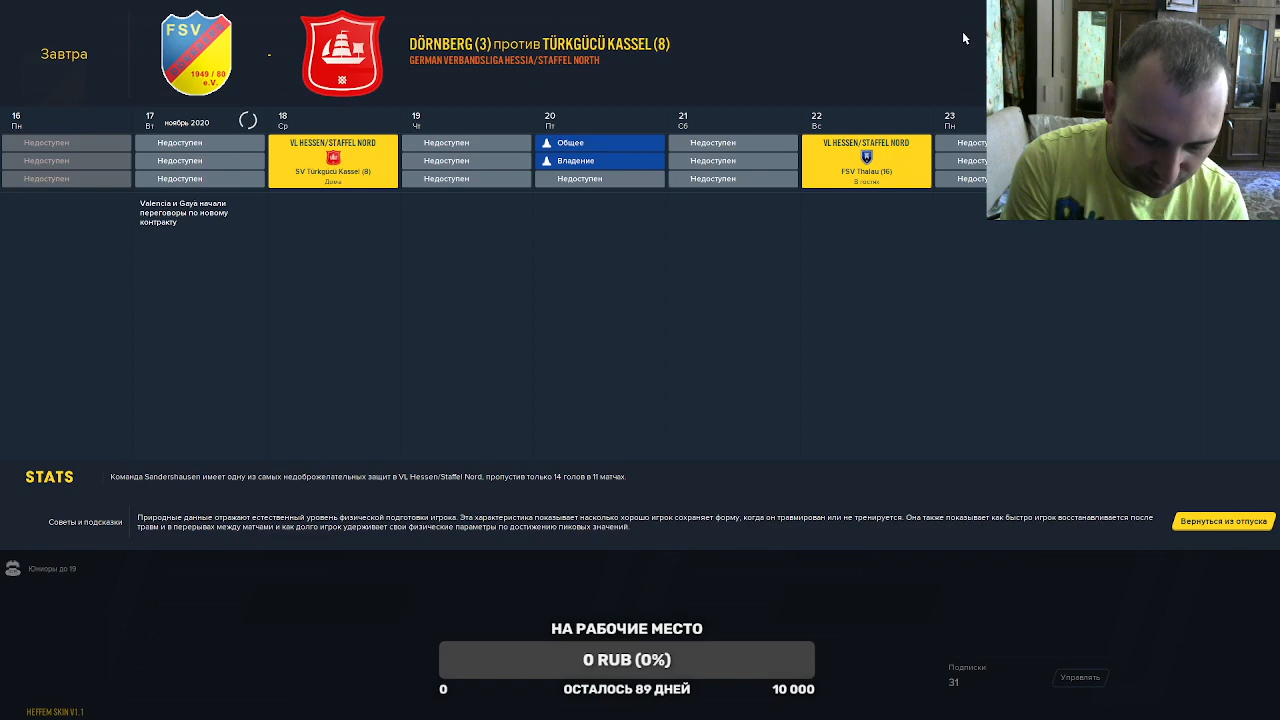 Завтра
FSV
1949 / 80
e.V.
-
DÖRNBERG (3) против TÜRKGÜCÜ KASSEL (8)
GERMAN VERBANDSLIGA HESSIA/STAFFEL NORTH
16
Пн
17
Вт
ноябрь 2020
18
Ср
19
Чт
20
Пт
21
Сб
22
Вс
23
Пн
Недоступен
Недоступен
VL HESSEN/STAFFEL NORD
Недоступен
Общее
Недоступен
VL HESSEN/STAFFEL NORD
Недосту
Недоступен
Недоступен
Недоступен
Владение
Недоступен
Недосту
Недоступен
Недоступен
SV Türkgücü Kassel (8)
Дома
Недоступен
Недоступен
Недоступен
FSV Thalau (16)
В гостях
Недосту
Valencia и Gaya начали
переговоры по новому
контракту
STATS
Команда Sandershausen имеет одну из самых недоброжелательных защит в VL Hessen/Staffel Nord, пропустив только 14 голов в 11 матчах.
Советы и подсказки
Природные данные отражают естественный уровень физической подготовки игрока. Эта характеристика показывает насколько хорошо игрок сохраняет форму, когда он травмирован или не тренируется. Она также показывает как быстро игрок восстанавливается после
травм и в перерывах между матчами и как долго игрок удерживает свои физические параметры по достижению пиковых значений.
Вернуться из отпуска
Юниоры до 19
НА РАБОЧИЕ МЕСТО
0 RUB (0%)
0
ОСТАЛОСЬ 89 ДНЕЙ
10 000
Подписки
31
Управлять
HEFFEM SKIN V1.1